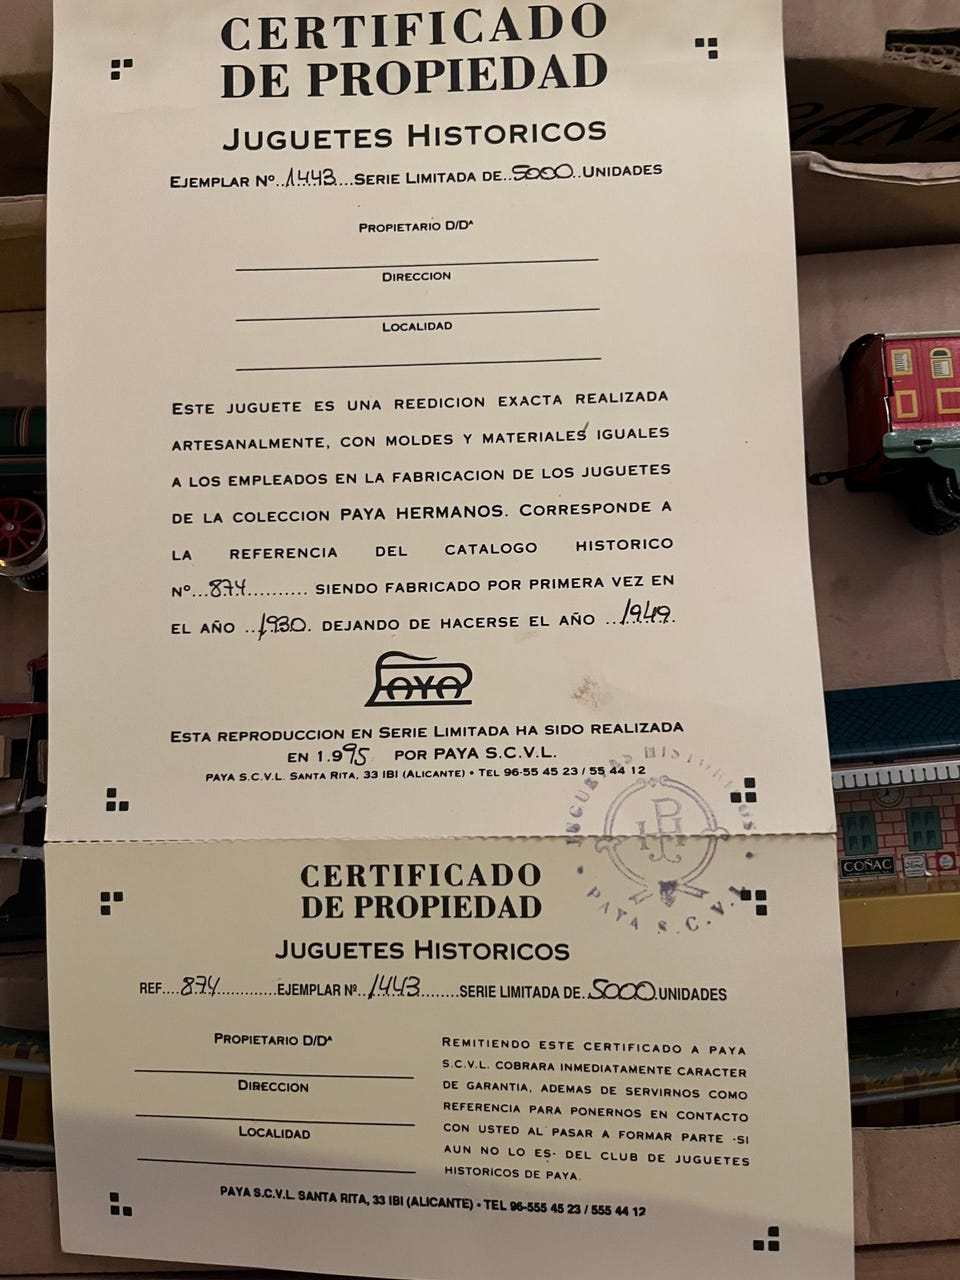 CERTIFICADO
DE PROPIEDAD
JUGUETES HISTORICOS
EJEMPLAR Nº..1443...SERIE LIMITADA DE..5000..UNIDADES
PROPIETARIO D/Dª
DIRECCION
LOCALIDAD
ESTE JUGUETE ES UNA REEDICION EXACTA REALIZADA
ARTESANALMENTE, CON MOLDES Y MATERIALES IGUALES
A LOS EMPLEADOS EN LA FABRICACION DE LOS JUGUETES
DE LA COLECCION PAYA HERMANOS. CORRESPONDE A
LA REFERENCIA DEL CATALOGO HISTORICO
Nº...874.......... SIENDO FABRICADO POR PRIMERA VEZ EN
EL AÑO ..1930. DEJANDO DE HACERSE EL AÑO ..1949.
PAYA
ESTA REPRODUCCION EN SERIE LIMITADA HA SIDO REALIZADA
EN 1.995 POR PAYA S.C.V.L.
PAYA S.C.V.L. SANTA RITA, 33 IBI (ALICANTE) • TEL 96-55 45 23 / 55 44 12
JUGUETES HISTORICOS
PJH
• PAYA S.C.V.L. •
CERTIFICADO
DE PROPIEDAD
JUGUETES HISTORICOS
REF....874.............EJEMPLAR Nº..1443........SERIE LIMITADA DE.5000.UNIDADES
PROPIETARIO D/Dª
DIRECCION
LOCALIDAD
REMITIENDO ESTE CERTIFICADO A PAYA
S.C.V.L. COBRARA INMEDIATAMENTE CARACTER
DE GARANTIA, ADEMAS DE SERVIRNOS COMO
REFERENCIA PARA PONERNOS EN CONTACTO
CON USTED AL PASAR A FORMAR PARTE -SI
AUN NO LO ES- DEL CLUB DE JUGUETES
HISTORICOS DE PAYA.
PAYA S.C.V.L. SANTA RITA, 33 IBI (ALICANTE) • TEL 96-555 45 23 / 555 44 12
COÑAC